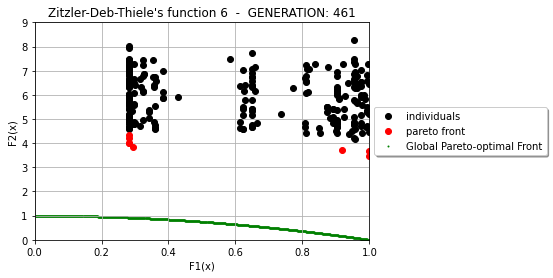 Zitzler-Deb-Thiele's function 6 - GENERATION: 461
9
8
7
6
5
4
3
2
1
0
F2(x)
0.0 0.2 0.4 0.6 0.8 1.0
F1(x)
individuals
pareto front
Global Pareto-optimal Front